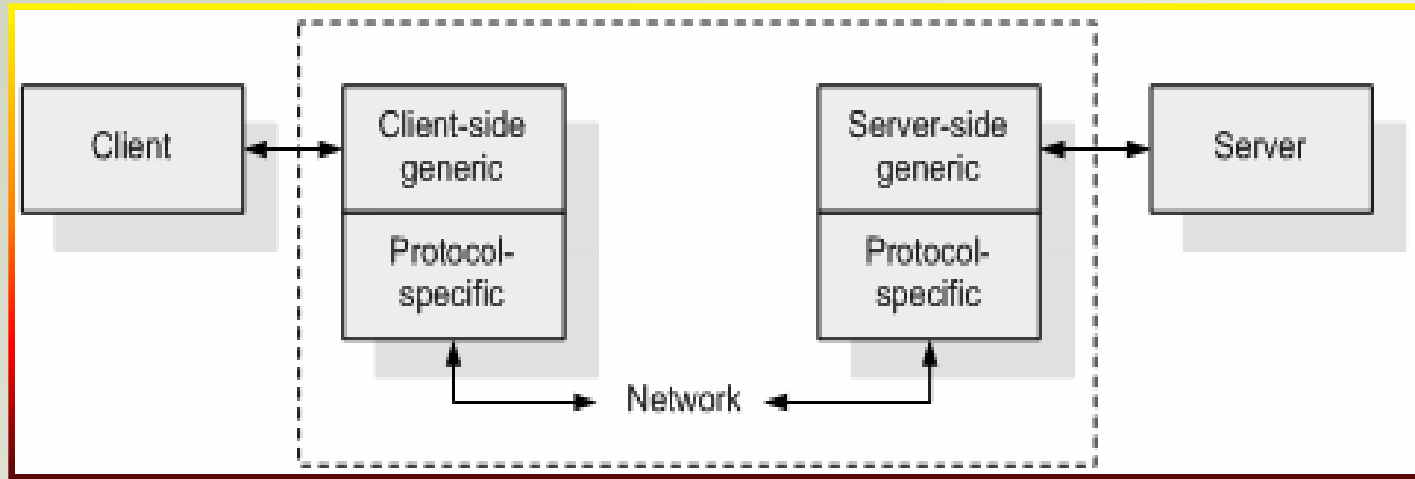 Client
Client-side
generic
Protocol-
specific
Server-side
generic
Protocol-
specific
Server
Network